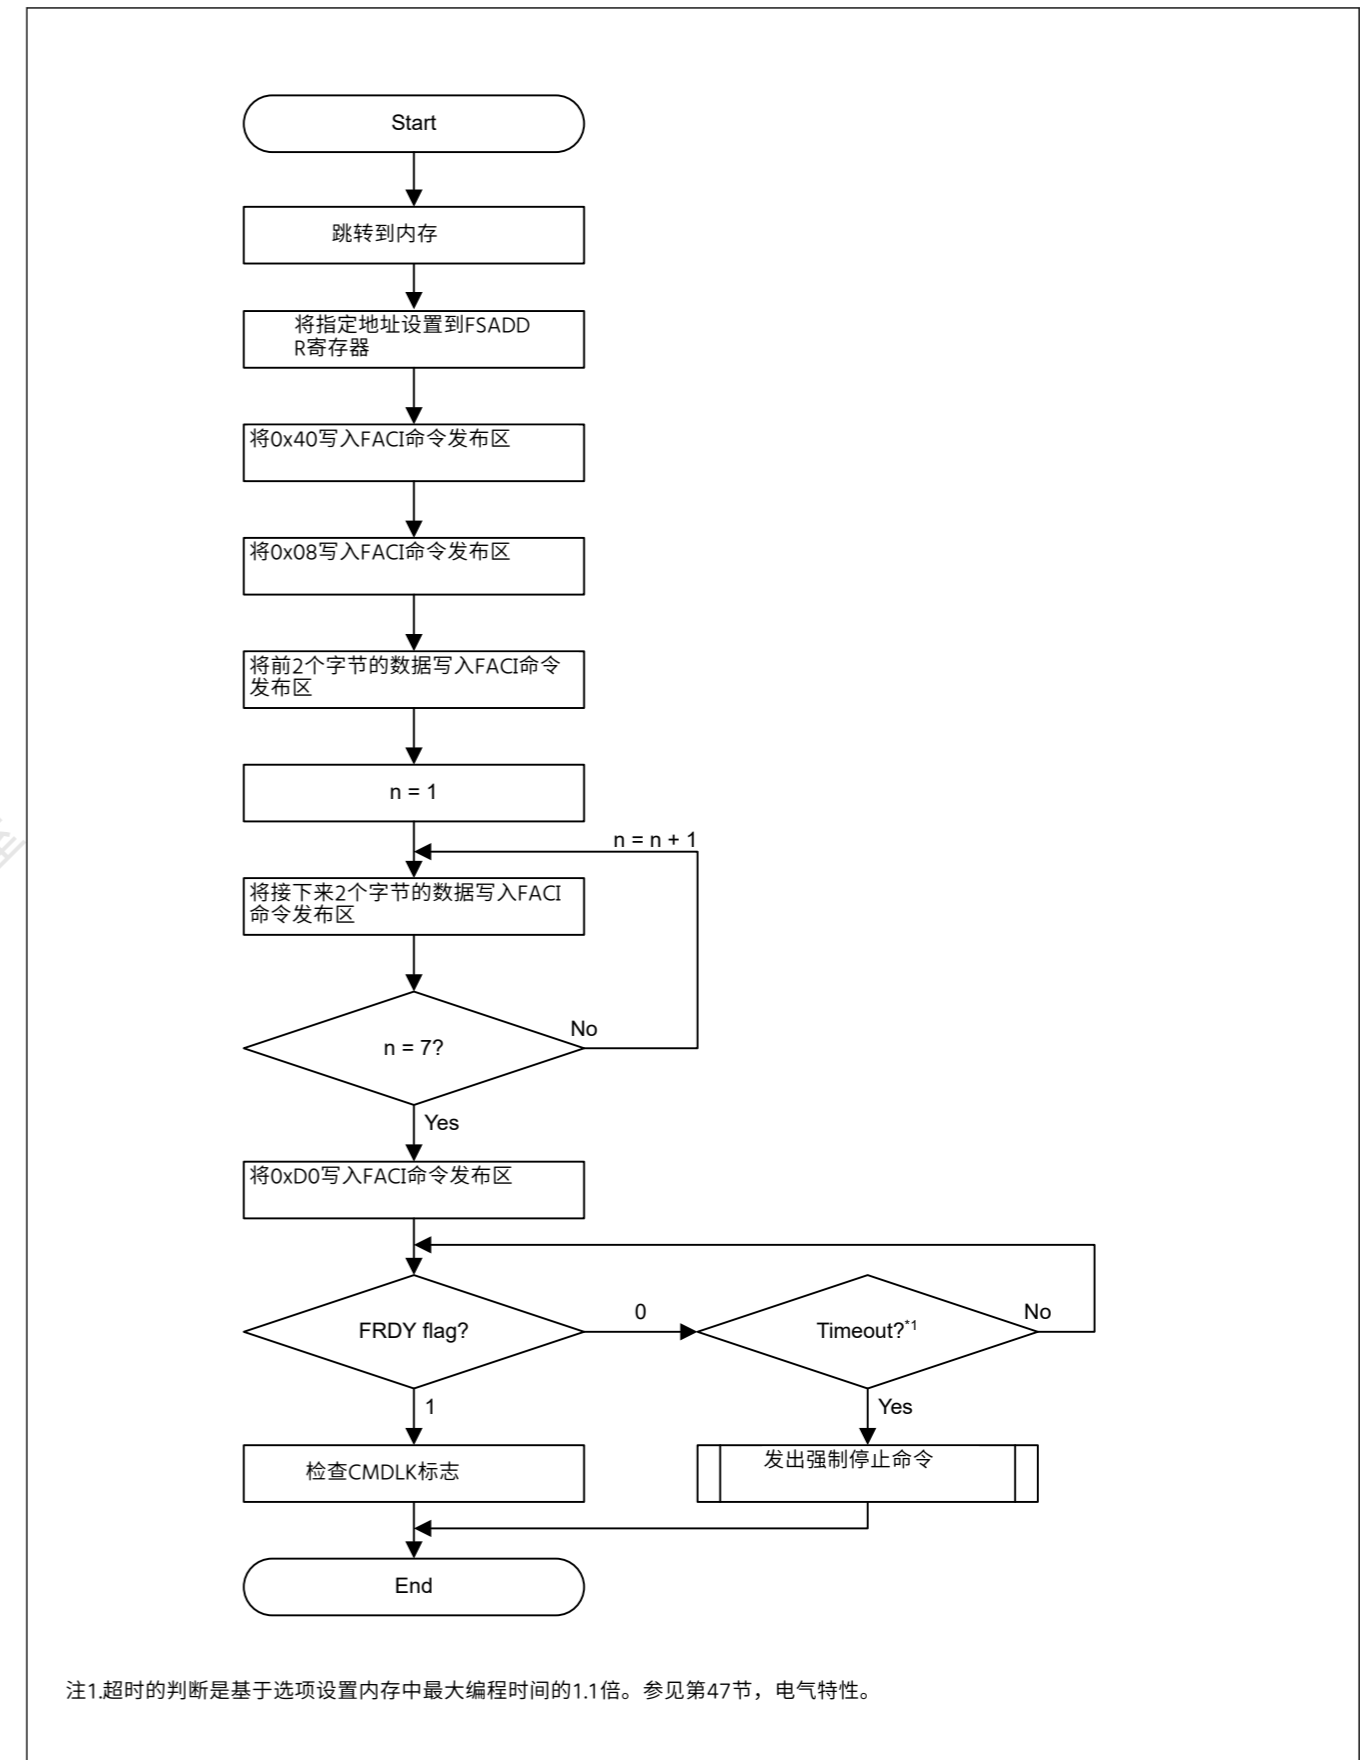 Start
跳转到内存
将指定地址设置到FSADD
R寄存器
将0x40写入FACI命令发布区
将0x08写入FACI命令发布区
将前2个字节的数据写入FACI命令
发布区
n = 1
n = n + 1
将接下来2个字节的数据写入FACI
命令发布区
No
n = 7?
Yes
将0xD0写入FACI命令发布区
0
No
FRDY flag?
Timeout?*1
1
Yes
检查CMDLK标志
发出强制停止命令
End
注1.超时的判断是基于选项设置内存中最大编程时间的1.1倍。参见第47节，电气特性。